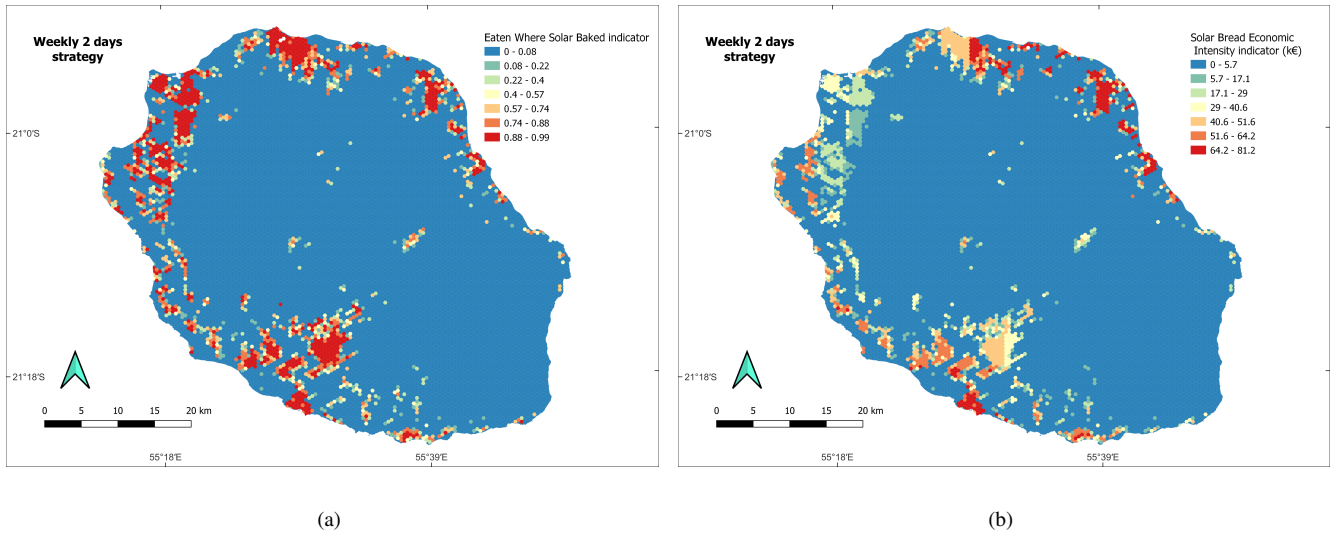 Weekly 2 days
strategy
Eaten Where Solar Baked indicator
0 - 0.08
0.08 - 0.22
0.22 - 0.4
0.4 - 0.57
0.57 - 0.74
0.74 - 0.88
0.88 - 0.99
21°0'S
21°18'S
0 5 10 15 20 km
55°18'E 55°39'E
(a)
Weekly 2 days
strategy
Solar Bread Economic
Intensity indicator (k€)
0 - 5.7
5.7 - 17.1
17.1 - 29
29 - 40.6
40.6 - 51.6
51.6 - 64.2
64.2 - 81.2
21°0'S
21°18'S
0 5 10 15 20 km
55°18'E 55°39'E
(b)